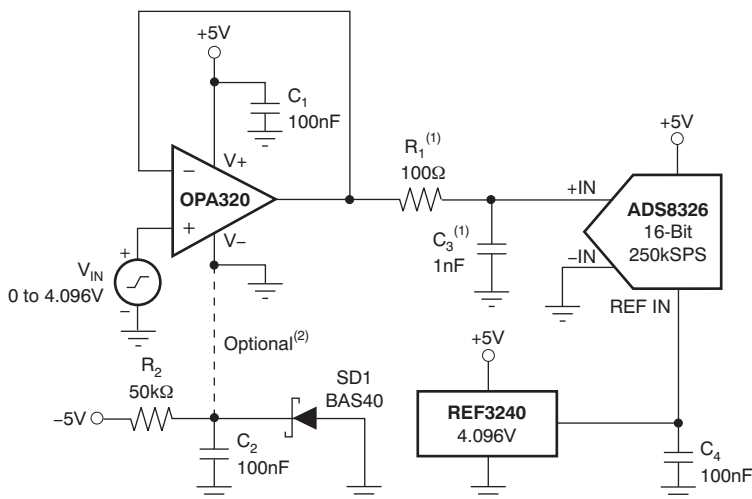 +5V
C1
100nF
V+
−
OPA320
+
V−
+
VIN
0 to 4.096V
−
R1(1)
100Ω
C3(1)
1nF
+5V
+IN
ADS8326
16-Bit
250kSPS
−IN
REF IN
Optional(2)
R2
50kΩ
−5V
C2
100nF
SD1
BAS40
+5V
REF3240
4.096V
C4
100nF